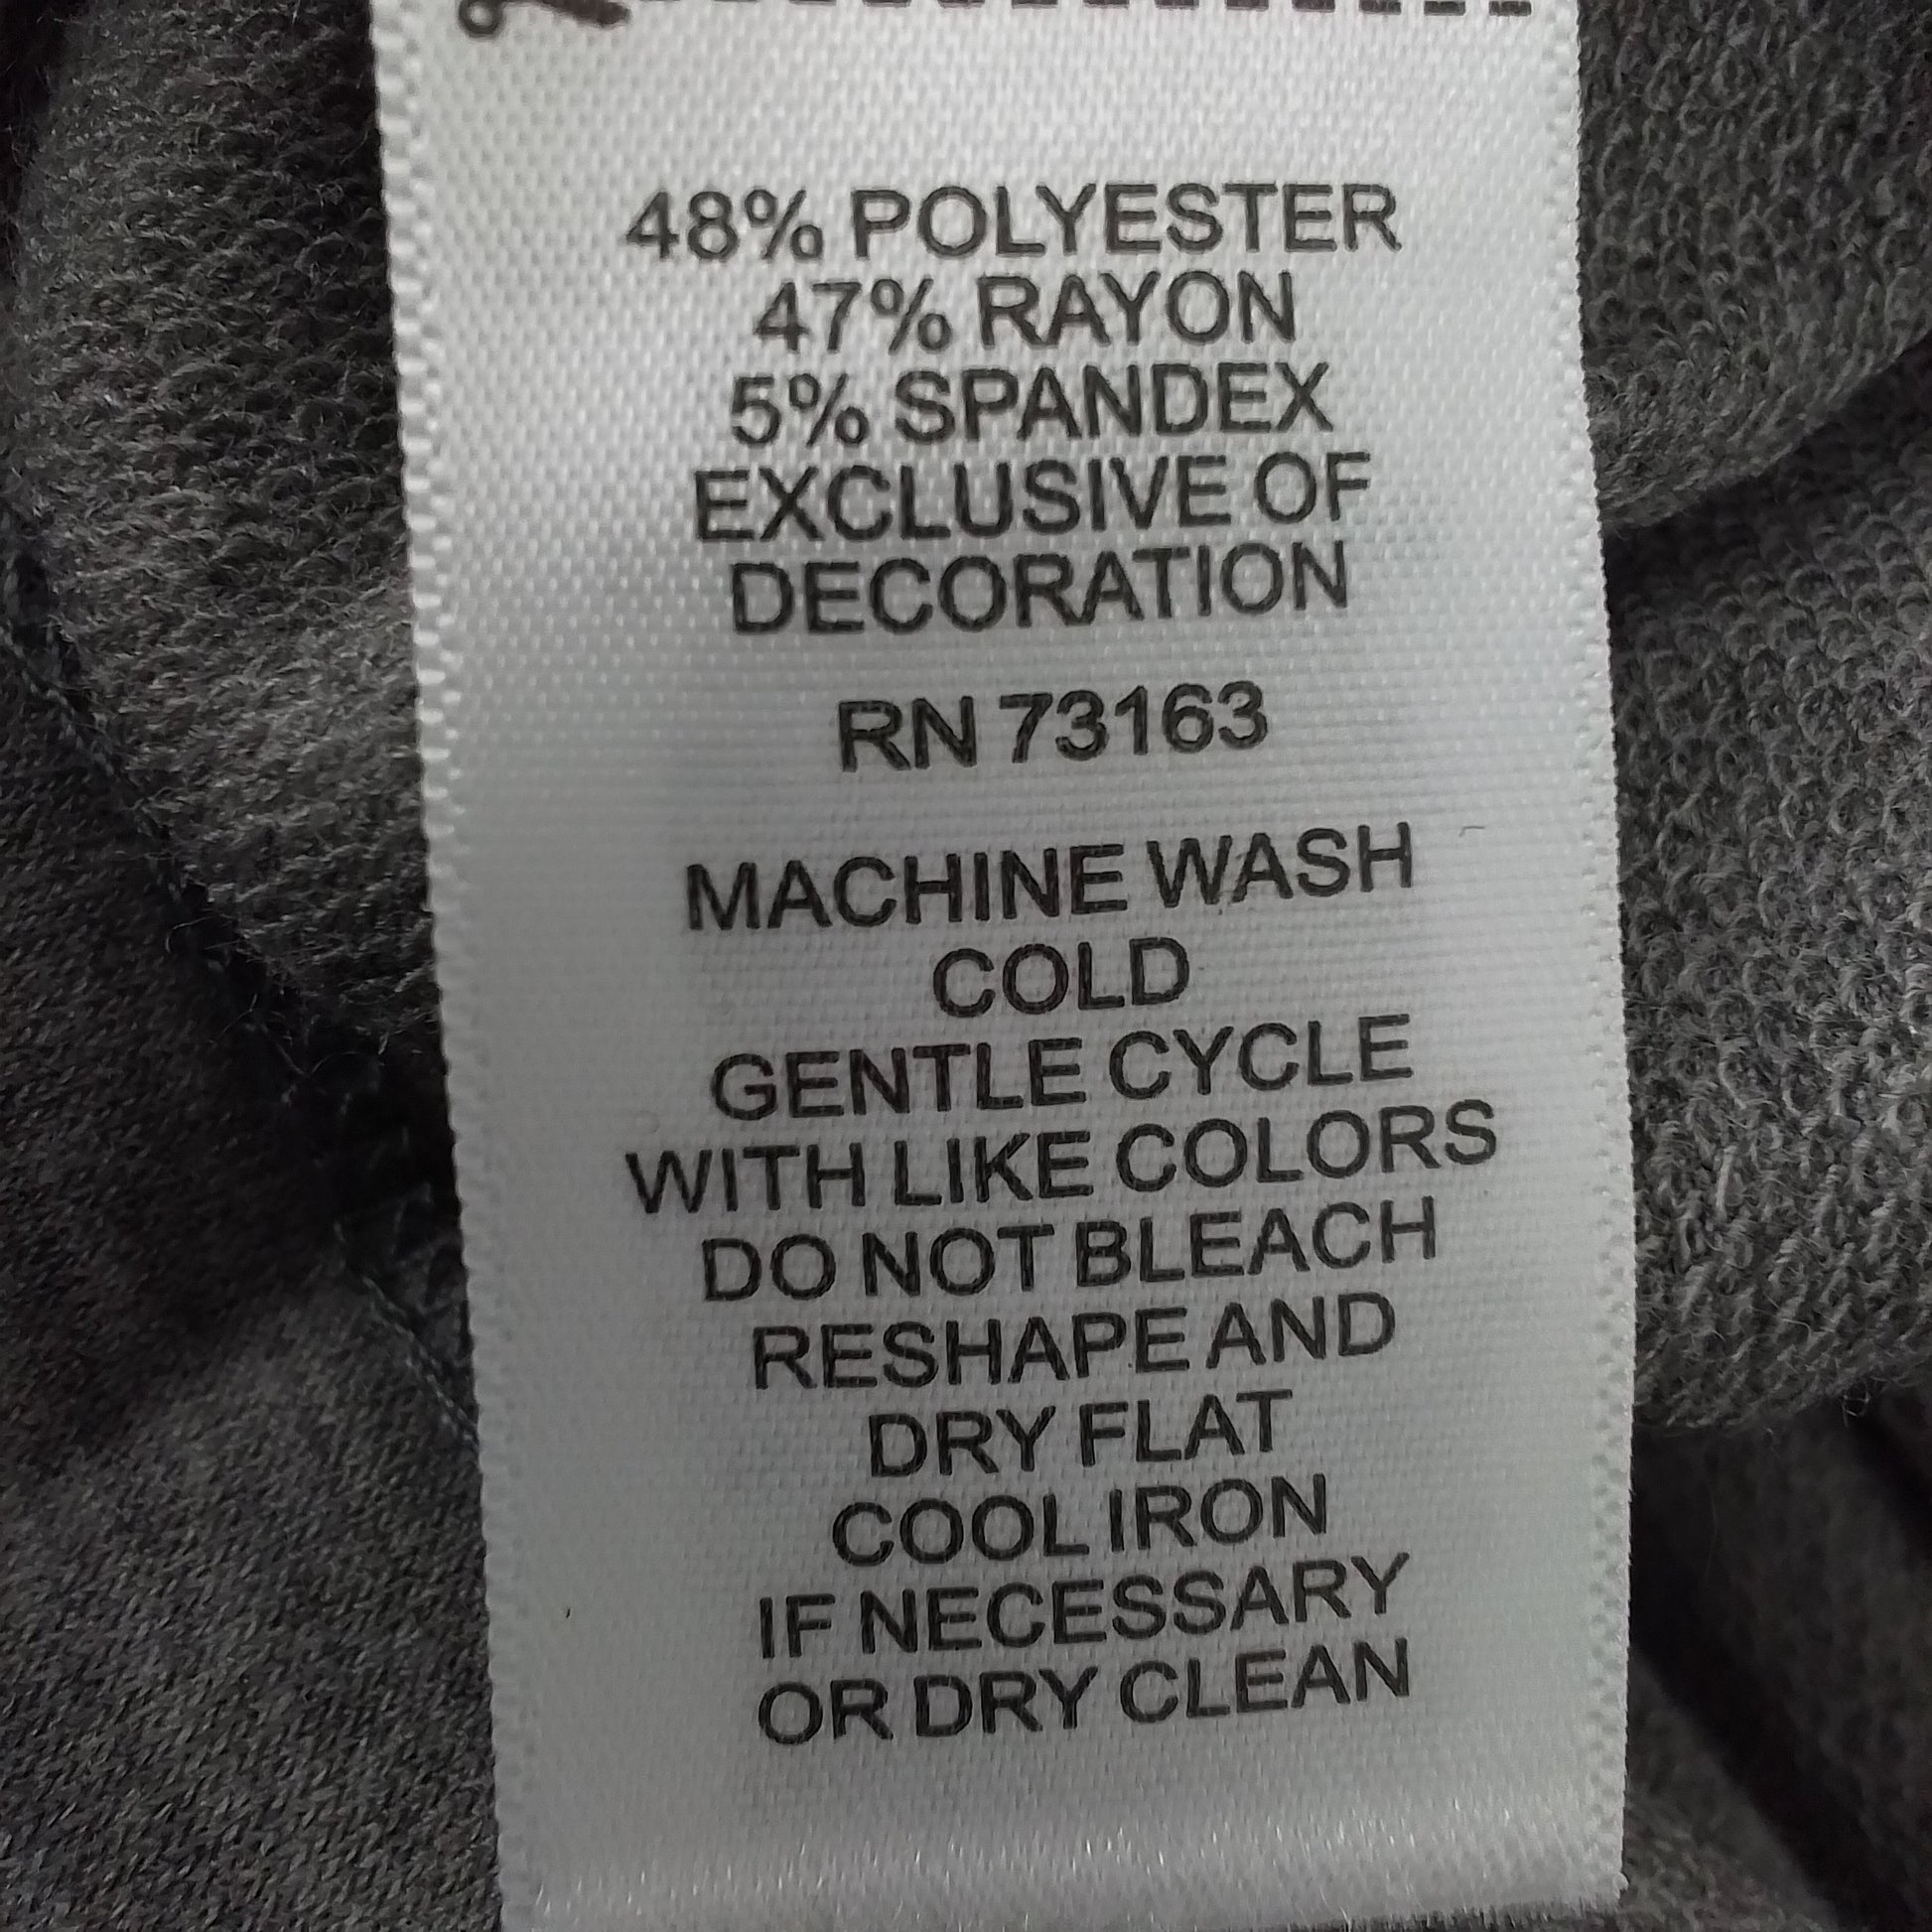 48% POLYESTER
47% RAYON
5% SPANDEX
EXCLUSIVE OF
DECORATION
RN 73163
MACHINE WASH
COLD
GENTLE CYCLE
WITH LIKE COLORS
DO NOT BLEACH
RESHAPE AND
DRY FLAT
COOL IRON
IF NECESSARY
OR DRY CLEAN